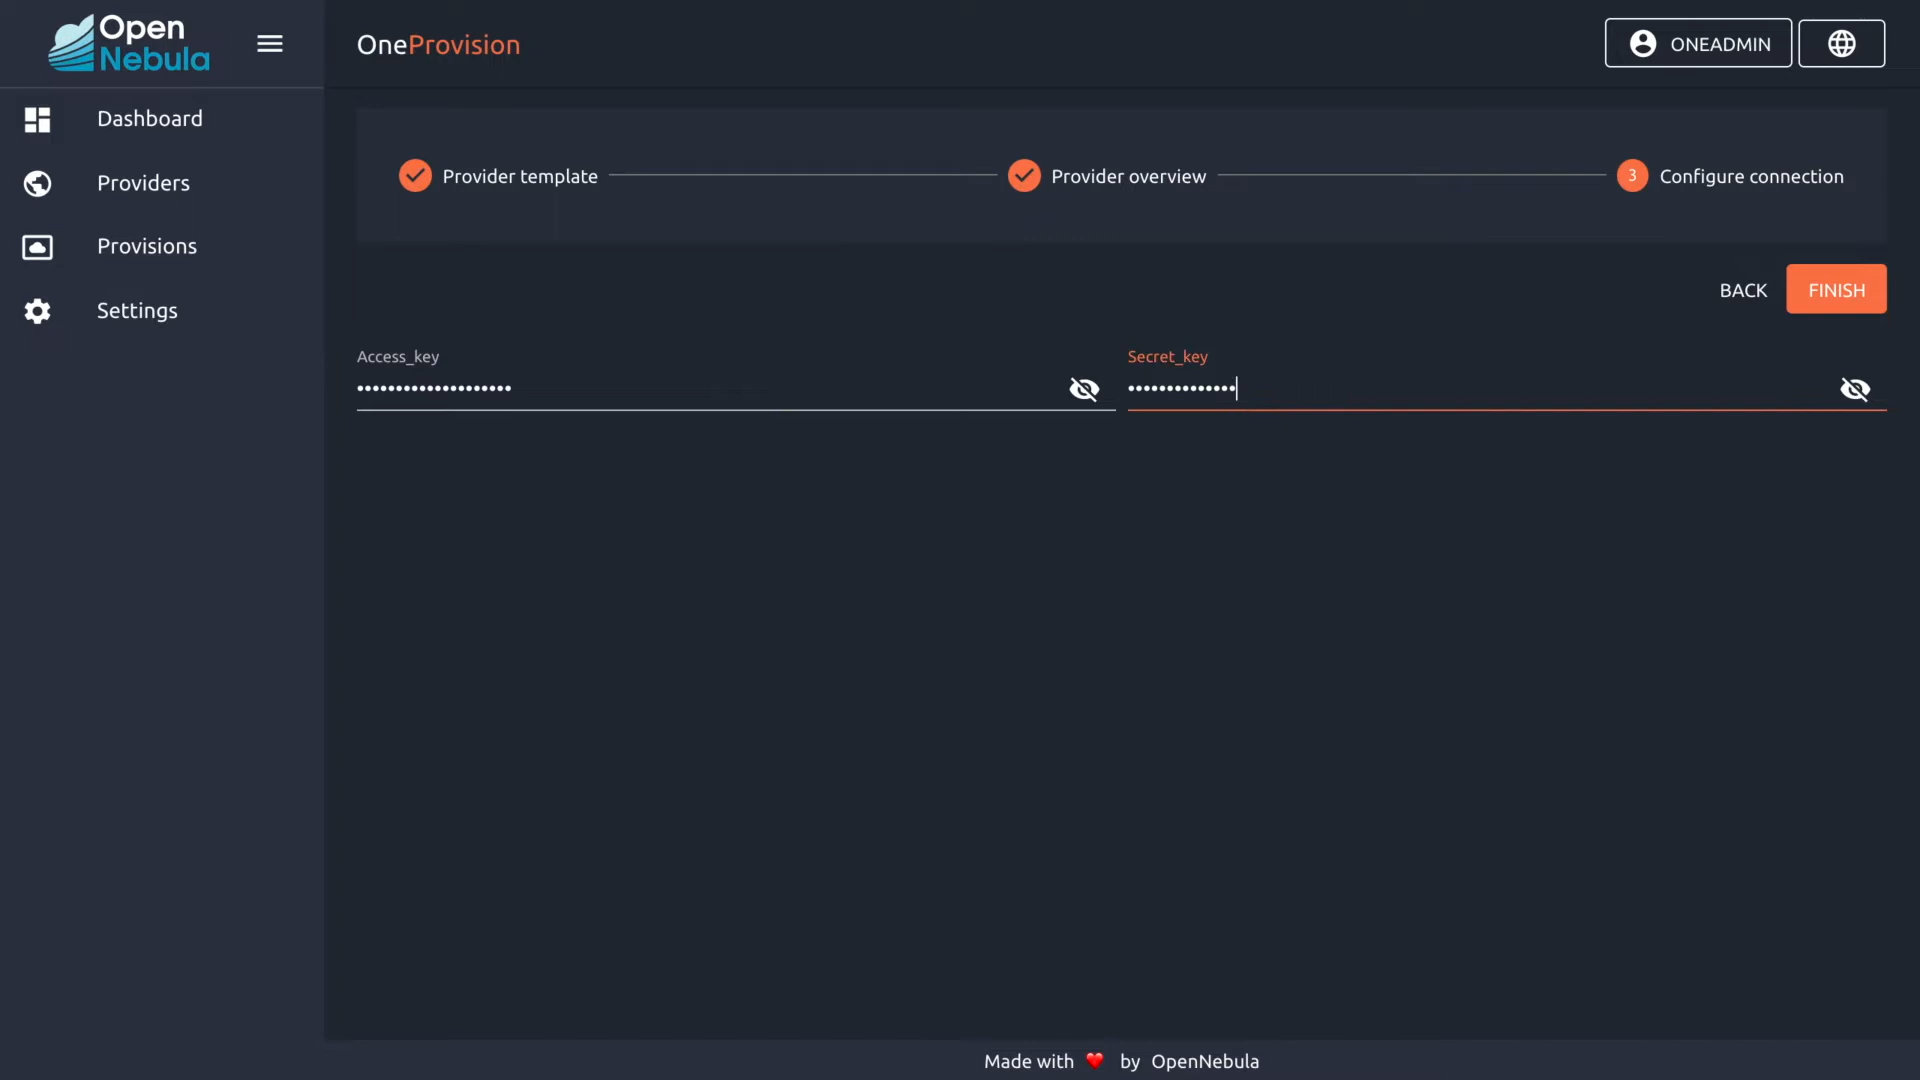 Open
Nebula
OneProvision
ONEADMIN
Dashboard
Providers
Provisions
Settings
Provider template
Provider overview
3
Configure connection
BACK
FINISH
Access_key
••••••••••••••••••••
Secret_key
••••••••••••••
Made with ❤️ by OpenNebula